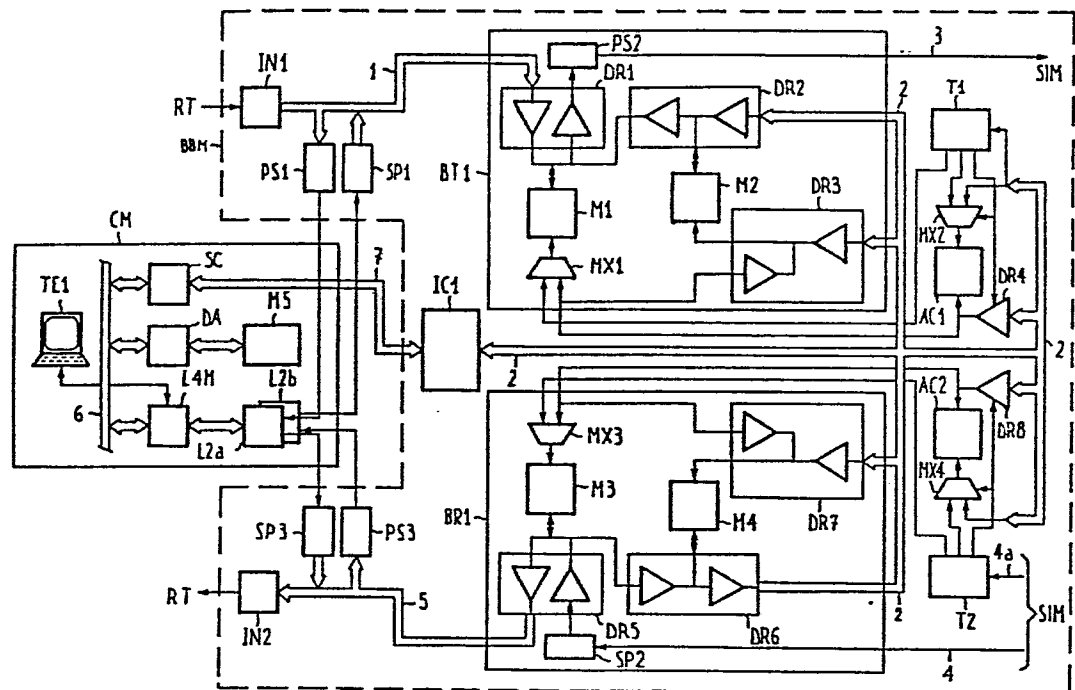 PS2
3
SIM
IN1
1
DR1
DR2
2
T1
RT
BBM
PS1
SP1
BT1
M1
M2
DR3
MX2
CM
SC
7
IC1
MX1
AC1
DR4
TE1
DA
M5
2
2
L4M
L2b
AC2
6
L2a
MX3
DR8
M3
MX4
BR1
M4
DR7
SP3
PS3
4a
RT
IN2
5
DR5
DR6
2
T2
SIM
SP2
4